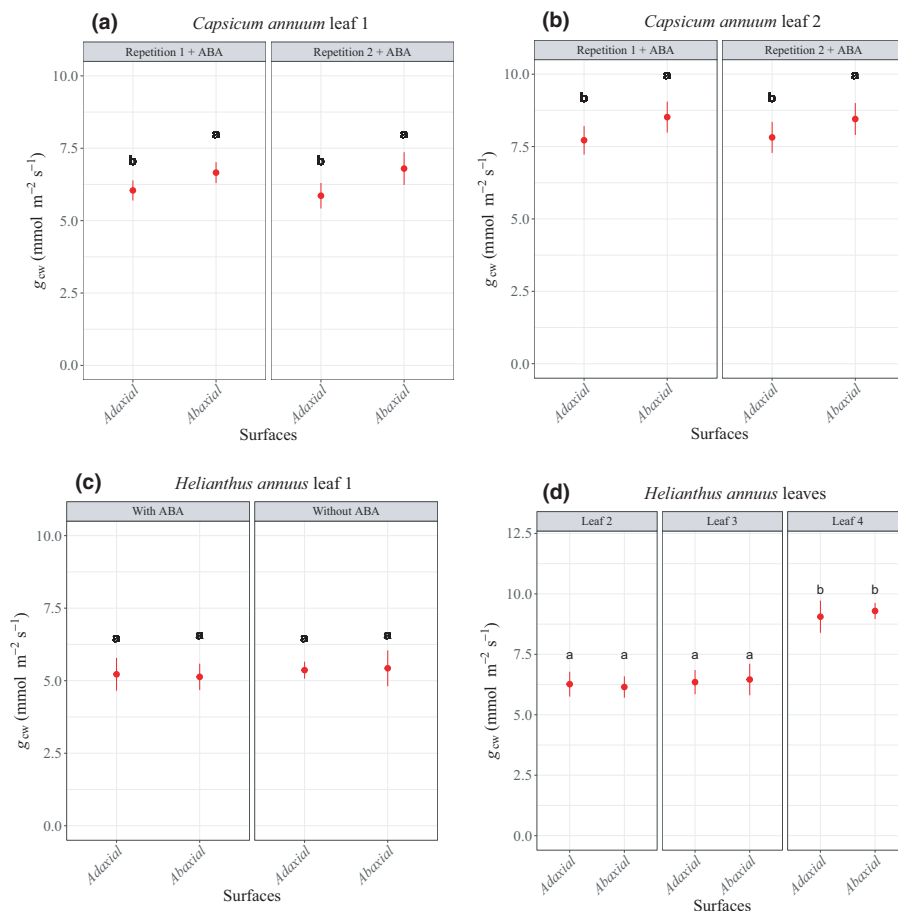 (a)
Capsicum annuum leaf 1
Repetition 1 + ABA
Repetition 2 + ABA
10.0
7.5
5.0
2.5
0.0
b
a
b
a
g cw (mmol m−2 s−1)
Adaxial
Abaxial
Adaxial
Abaxial
Surfaces
(b)
Capsicum annuum leaf 2
Repetition 1 + ABA
Repetition 2 + ABA
10.0
7.5
5.0
2.5
0.0
b
a
b
a
g cw (mmol m−2 s−1)
Adaxial
Abaxial
Adaxial
Abaxial
Surfaces
(c)
Helianthus annuus leaf 1
With ABA
Without ABA
10.0
7.5
5.0
2.5
0.0
a
a
a
a
g cw (mmol m−2 s−1)
Adaxial
Abaxial
Adaxial
Abaxial
Surfaces
(d)
Helianthus annuus leaves
Leaf 2
Leaf 3
Leaf 4
12.5
10.0
7.5
5.0
2.5
0.0
a
a
a
a
b
b
g cw (mmol m−2 s−1)
Adaxial
Abaxial
Adaxial
Abaxial
Adaxial
Abaxial
Surfaces